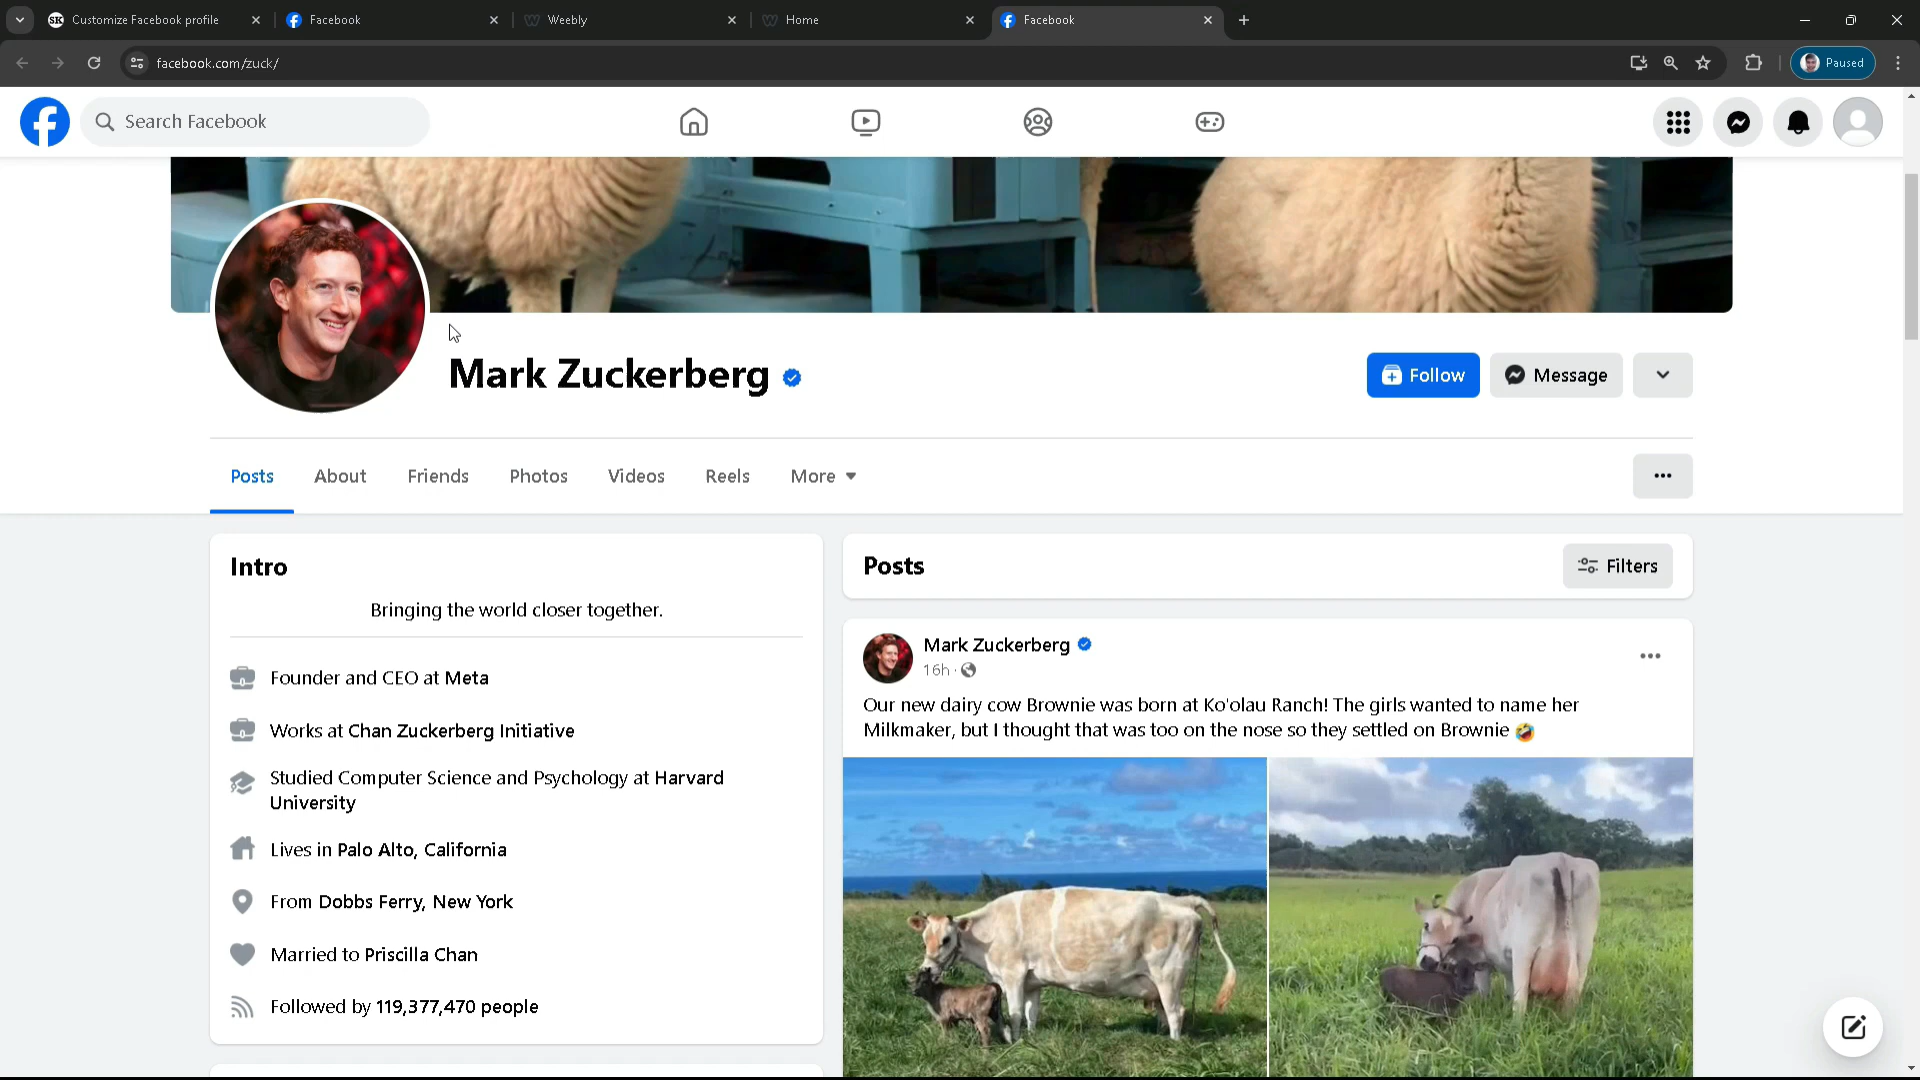 SK Customize Facebook profile
Facebook
Weebly
Home
Facebook
facebook.com/zuck/
Paused
Search Facebook
Mark Zuckerberg
Follow
Message
Posts
About
Friends
Photos
Videos
Reels
More
Intro
Bringing the world closer together.
Founder and CEO at Meta
Works at Chan Zuckerberg Initiative
Studied Computer Science and Psychology at Harvard
University
Lives in Palo Alto, California
From Dobbs Ferry, New York
Married to Priscilla Chan
Followed by 119,377,470 people
Posts
Filters
Mark Zuckerberg
16h ·
Our new dairy cow Brownie was born at Ko'olau Ranch! The girls wanted to name her
Milkmaker, but I thought that was too on the nose so they settled on Brownie 🤣